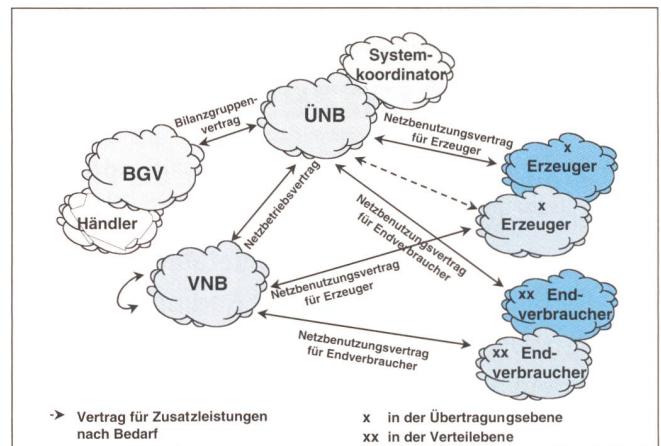 System-
koordinator
ÜNB
Bilanzgruppen-
vertrag
Netzbenutzungsvertrag
für Erzeuger
x
Erzeuger
BGV
Händler
x
Erzeuger
Netzbetriebsvertrag
Netzbenutzungsvertrag
für Endverbraucher
VNB
Netzbenutzungsvertrag
für Erzeuger
xx End-
verbraucher
Netzbenutzungsvertrag
für Endverbraucher
xx End-
verbraucher
Vertrag für Zusatzleistungen
nach Bedarf
x in der Übertragungsebene
xx in der Verteilebene